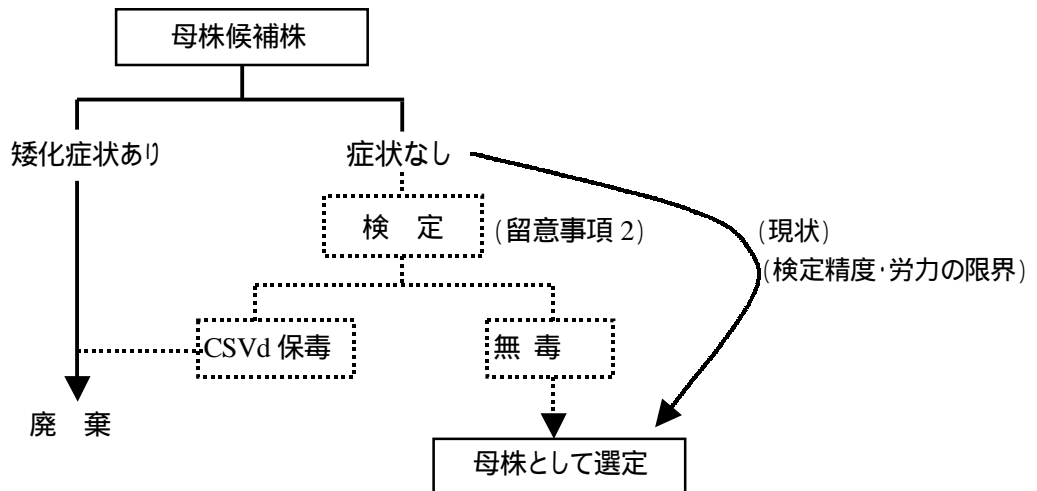 母株候補株
矮化症状あり
症状なし
検　定
(留意事項 2)
(現状)
(検定精度·労力の限界)
CSVd 保毒
無 毒
廃　棄
母株として選定